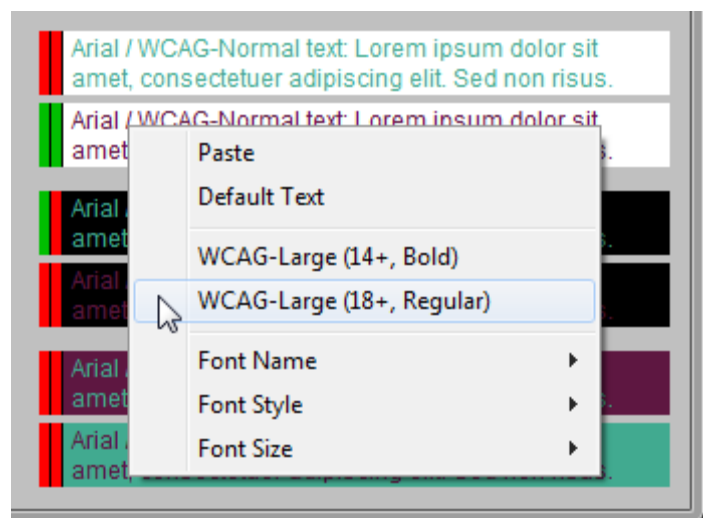 Arial / WCAG-Normal text: Lorem ipsum dolor sit
amet, consectetuer adipiscing elit. Sed non risus.
Arial / WCAG-Normal text: Lorem ipsum dolor sit
amet
Paste
Default Text
Arial
amet
WCAG-Large (14+, Bold)
Arial
WCAG-Large (18+, Regular)
amet
Arial
Font Name
amet
Font Style
Arial
Font Size
amet, consectetuer adipiscing elit. Sed non risus.